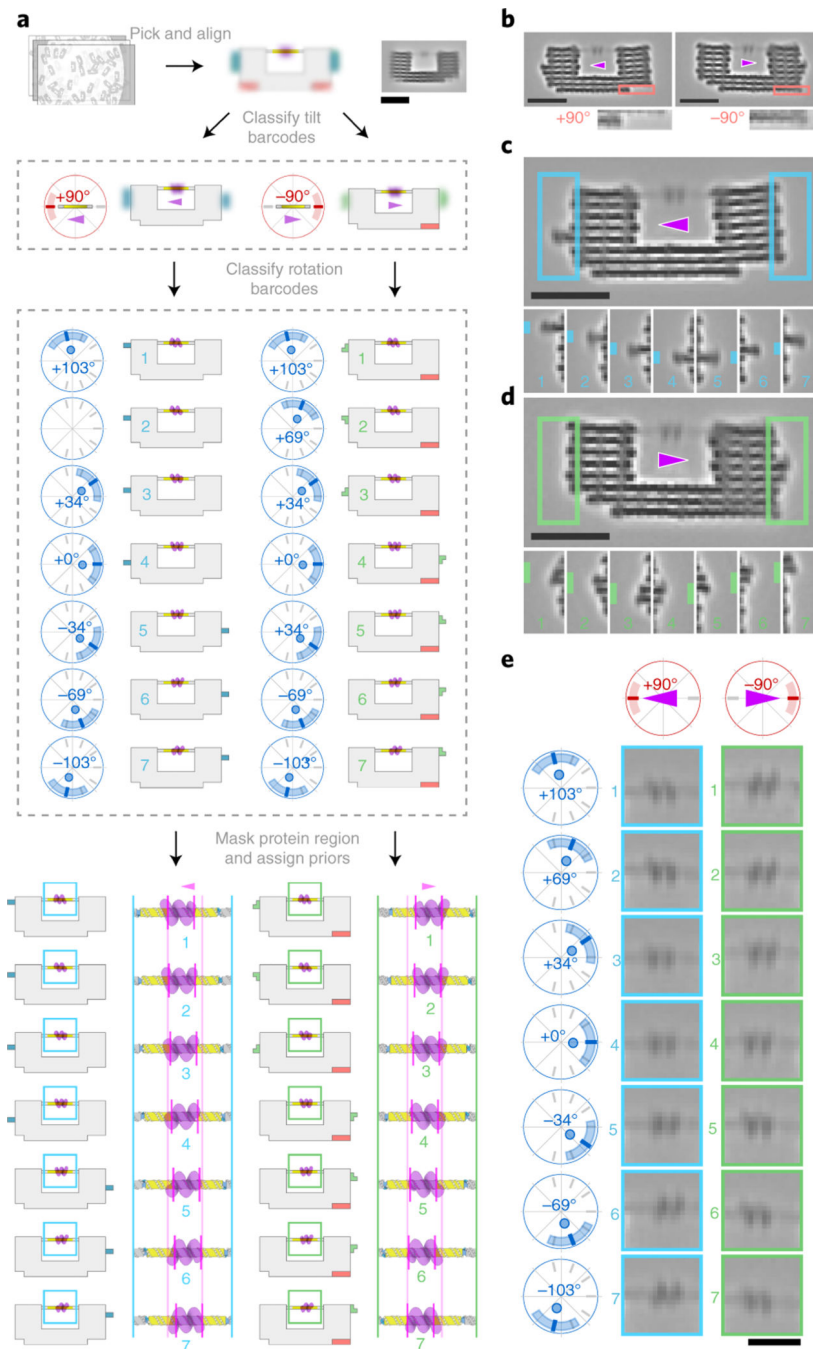 a
Pick and align
Classify tilt
barcodes
+90°
−90°
Classify rotation
barcodes
+103° 1 +103° 1
2 +69° 2
+34° 3 +34° 3
+0° 4 +0° 4
−34° 5 +34° 5
−69° 6 −69° 6
−103° 7 −103° 7
Mask protein region
and assign priors
1 1
2 2
3 3
4 4
5 5
6 6
7 7
b
+90° −90°
c
1 2 3 4 5 6 7
d
1 2 3 4 5 6 7
e
+90° −90°
+103° 1 1
+69° 2 2
+34° 3 3
+0° 4 4
−34° 5 5
−69° 6 6
−103° 7 7